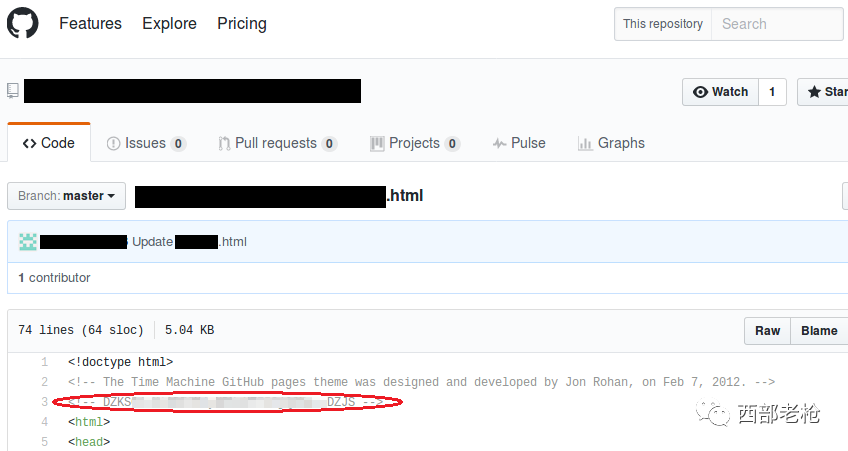 Features Explore Pricing This repository Search
Watch 1 Star
Code Issues 0 Pull requests 0 Projects 0 Pulse Graphs
Branch: master .html
Update .html
1 contributor
74 lines (64 sloc) 5.04 KB Raw Blame
1 <!doctype html>
2 <!-- The Time Machine GitHub pages theme was designed and developed by Jon Rohan, on Feb 7, 2012. -->
3 <!-- DZKS DZJS -->
4 <html>
5 <head>
西部老枪